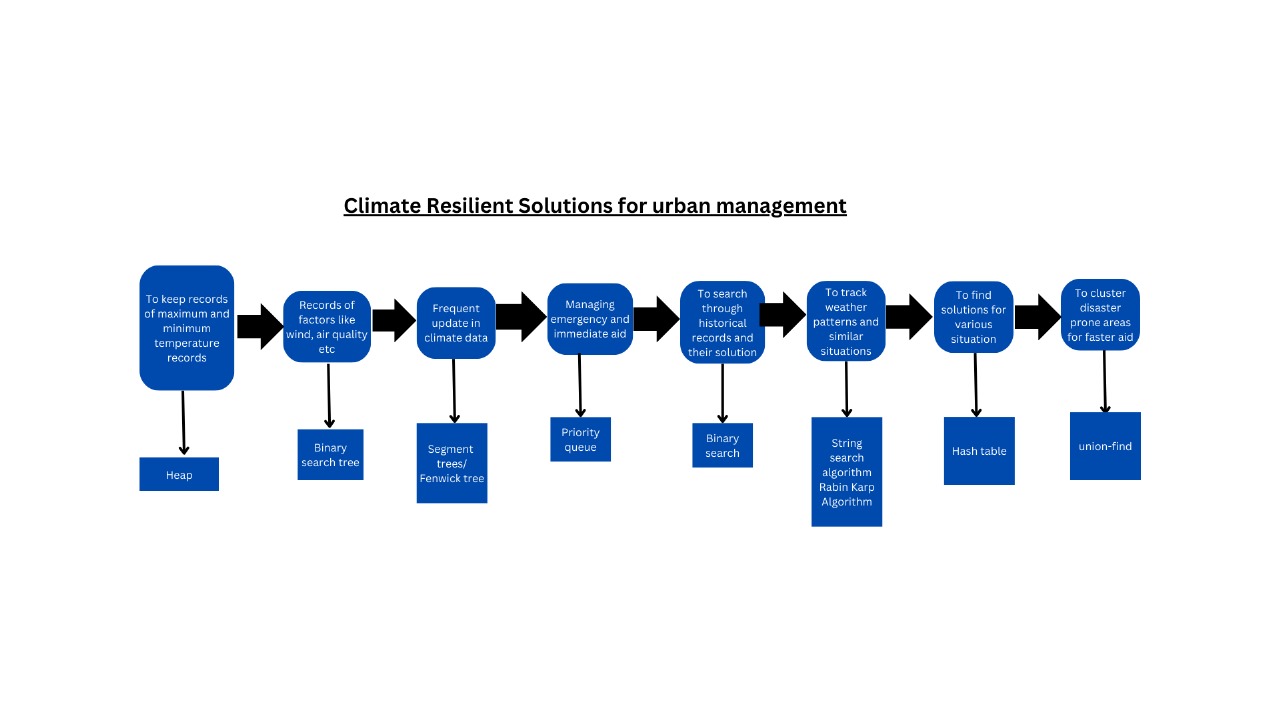 Climate Resilient Solutions for urban management
To keep records
of maximum and
minimum
temperature
records
Records of
factors like
wind, air quality
etc
Frequent
update in
climate data
Managing
emergency and
immediate aid
To search
through
historical
records and
their solution
To track
weather
patterns and
similar
situations
To find
solutions for
various
situation
To cluster
disaster
prone areas
for faster aid
Heap
Binary
search tree
Segment
trees/
Fenwick tree
Priority
queue
Binary
search
String
search
algorithm
Rabin Karp
Algorithm
Hash table
union-find